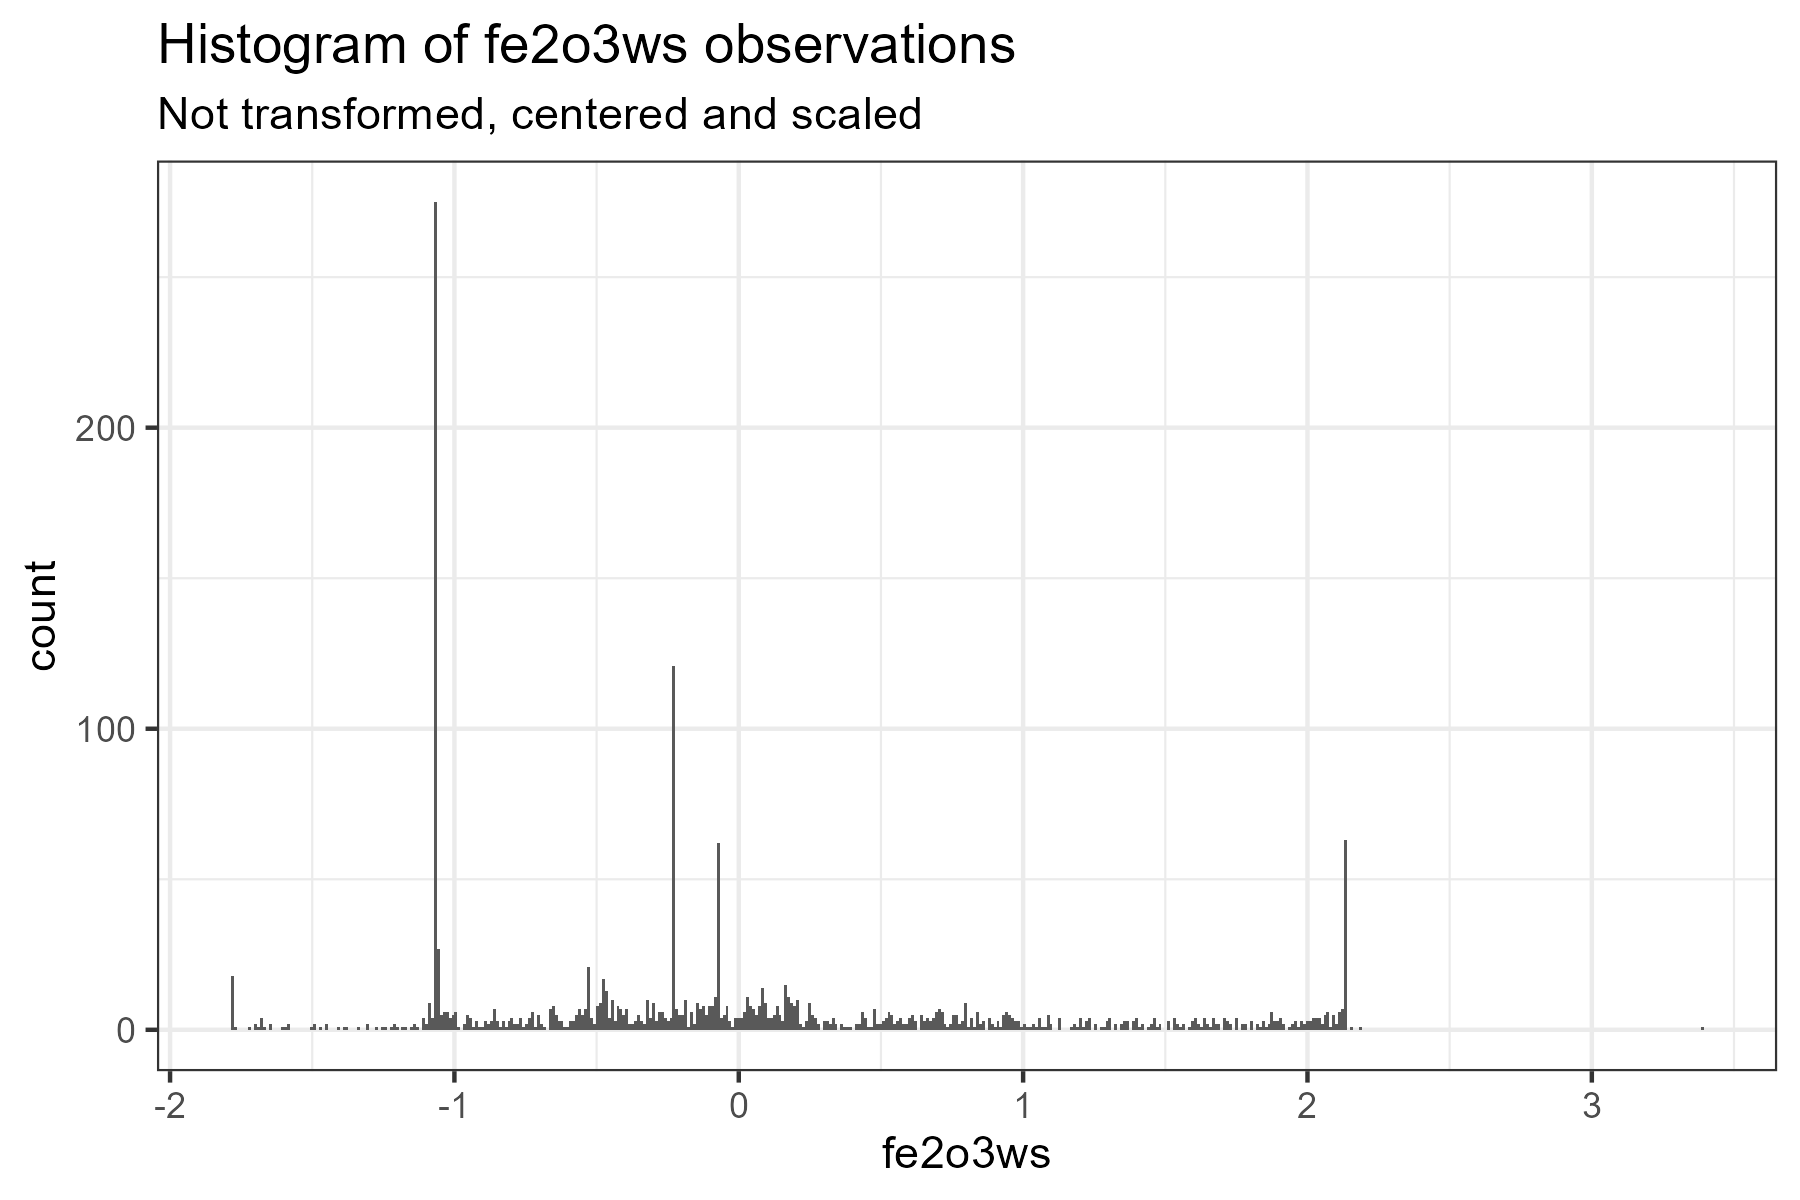 Histogram of fe2o3ws observations
Not transformed, centered and scaled
count
200
100
0
-2
-1
0
1
2
3
fe2o3ws